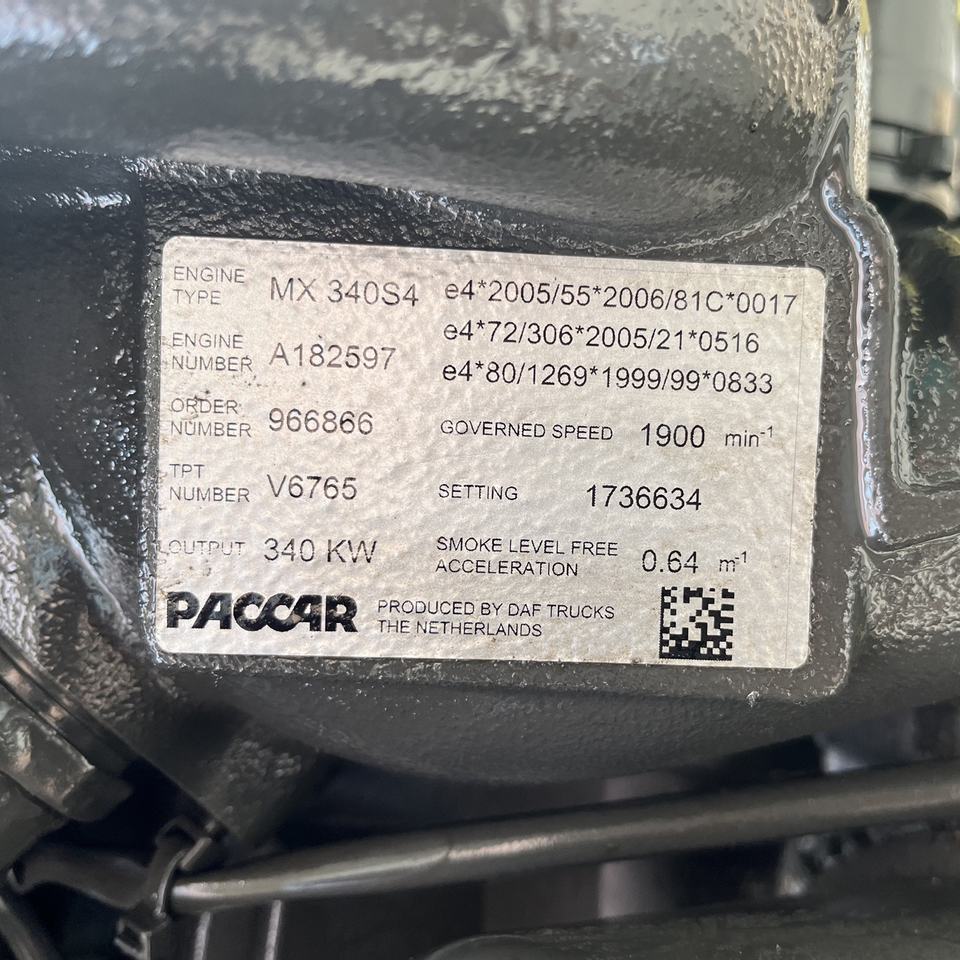 ENGINE TYPE MX 340S4
ENGINE NUMBER A182597
ORDER NUMBER 966866
TPT NUMBER V6765
OUTPUT 340 KW
e4*2005/55*2006/81C*0017
e4*72/306*2005/21*0516
e4*80/1269*1999/99*0833
GOVERNED SPEED 1900 min-1
SETTING 1736634
SMOKE LEVEL FREE ACCELERATION 0.64 m-1
PACCAR
PRODUCED BY DAF TRUCKS
THE NETHERLANDS